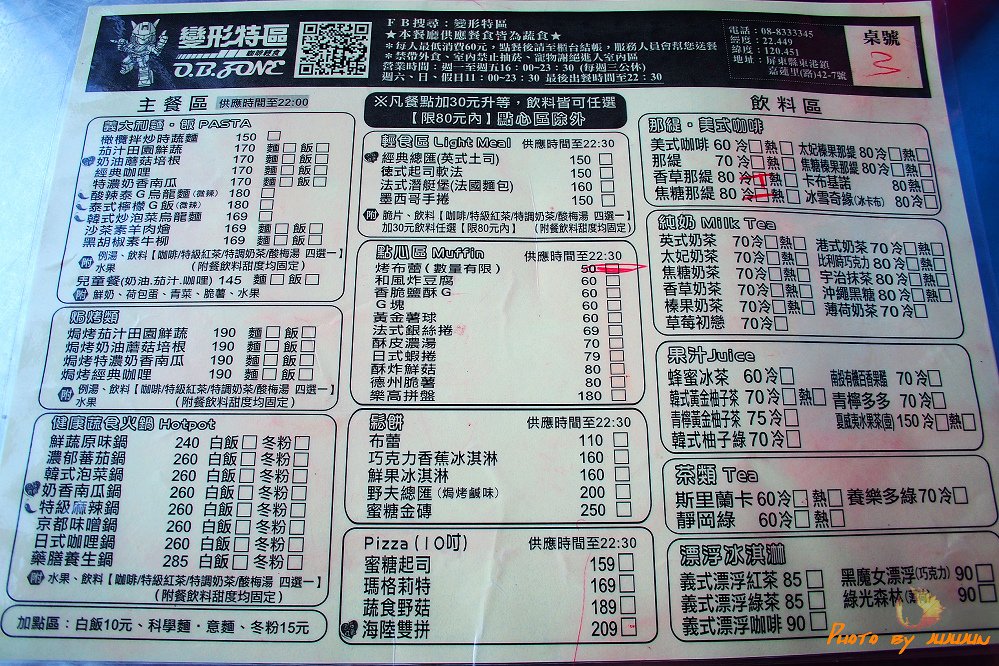 變形特區
咖啡蔬食
O.B. ZONE
ＦＢ搜尋：變形特區
★本餐廳供應餐食皆為蔬食★
*每人最低消費60元，點餐後請至櫃台結帳，服務人員會幫您送餐
*禁帶外食、室內禁止抽菸、寵物謝絕進入室內區
營業時間：週一至週五16：00~23：30 (每週三公休)
週六、日、假日11：00~23：30 最後出餐時間至22：30
電話：08-8333345
經度：22.449
緯度：120.451
地址：屏東縣東港鎮
嘉蓮里(路)42-7號
桌號
3
主餐區 供應時間至22:00
義大利麵・飯 PASTA
橄欖拌炒時蔬麵 150
茄汁田園鮮蔬 170 麵 飯
奶油蘑菇培根 170 麵 飯
經典咖哩 170 麵 飯
特濃奶香南瓜 170 麵 飯
酸辣泰G烏龍麵(微辣) 180
泰式檸檬G飯(微辣) 180
韓式炒泡菜烏龍麵 169
沙茶素羊肉燴 169 麵 飯
黑胡椒素牛柳 169 麵 飯
附 例湯、飲料【咖啡/特級紅茶/特調奶茶/酸梅湯 四選一】
水果 (附餐飲料甜度均固定)
兒童餐(奶油.茄汁.咖哩) 145 麵 飯
附 鮮奶、荷包蛋、青菜、脆薯、水果
焗烤類
焗烤茄汁田園鮮蔬 190 麵 飯
焗烤奶油蘑菇培根 190 麵 飯
焗烤特濃奶香南瓜 190 麵 飯
焗烤經典咖哩 190 麵 飯
附 例湯、飲料【咖啡/特級紅茶/特調奶茶/酸梅湯 四選一】
水果 (附餐飲料甜度均固定)
健康蔬食火鍋 Hotpot
鮮蔬原味鍋 240 白飯 冬粉
濃郁蕃茄鍋 260 白飯 冬粉
韓式泡菜鍋 260 白飯 冬粉
奶香南瓜鍋 260 白飯 冬粉
特級麻辣鍋 260 白飯 冬粉
京都味噌鍋 260 白飯 冬粉
日式咖哩鍋 260 白飯 冬粉
藥膳養生鍋 285 白飯 冬粉
附 水果、飲料【咖啡/特級紅茶/特調奶茶/酸梅湯 四選一】
(附餐飲料甜度均固定)
加點區：白飯10元、科學麵・意麵、冬粉15元
※凡餐點加30元升等，飲料皆可任選
【限80元內】點心區除外
輕食區 Light Meal 供應時間至22:30
經典總匯(英式土司) 150
德式起司軟法 150
法式潛艇堡(法國麵包) 160
墨西哥手捲 150
附 脆片、飲料【咖啡/特級紅茶/特調奶茶/酸梅湯 四選一】
加30元飲料任選【限80元內】 (附餐飲料甜度均固定)
點心區 Muffin 供應時間至22:30
烤布蕾(數量有限) 50
和風炸豆腐 60
香脆鹽酥G 60
G塊 60
黃金薯球 60
法式銀絲捲 69
酥皮濃湯 70
日式蝦捲 79
酥炸鮮菇 80
德州脆薯 80
樂高拼盤 180
鬆餅 供應時間至22:30
布蕾 110
巧克力香蕉冰淇淋 160
鮮果冰淇淋 160
野夫總匯(焗烤鹹味) 200
蜜糖金磚 250
Pizza(10吋) 供應時間至22:30
蜜糖起司 159
瑪格莉特 169
蔬食野菇 189
海陸雙拼 209
飲料區
那緹・美式咖啡
美式咖啡 60 冷 熱 太妃榛果那緹 80 冷 熱
那緹 70 冷 熱 焦糖榛果那緹 80 冷 熱
香草那緹 80 冷 熱 卡布基諾 80 熱
焦糖那緹 80 冷 熱 冰雪奇緣(冰卡布) 80 冷
純奶 Milk Tea
英式奶茶 70 冷 熱 港式奶茶 70 冷 熱
太妃奶茶 70 冷 熱 比利時巧克力 80 冷 熱
焦糖奶茶 70 冷 熱 宇治抹茶 80 冷 熱
香草奶茶 70 冷 熱 沖繩黑糖 80 冷 熱
榛果奶茶 70 冷 熱 薄荷奶茶 70 冷
草莓初戀 70 冷
果汁Juice
蜂蜜冰茶 60 冷 南投有機百香果醋 70 冷
韓式黃金柚子茶 70 冷 熱 青檸多多 70 冷
青檸黃金柚子茶 75 冷 夏威夷水果茶(壺) 150 冷 熱
韓式柚子綠 70 冷
茶類 Tea
斯里蘭卡 60 冷 熱 養樂多綠 70 冷
靜岡綠 60 冷 熱
漂浮冰淇淋
義式漂浮紅茶 85 黑魔女漂浮(巧克力) 90
義式漂浮綠茶 85 綠光森林 90
義式漂浮咖啡 90
PHOTO BY